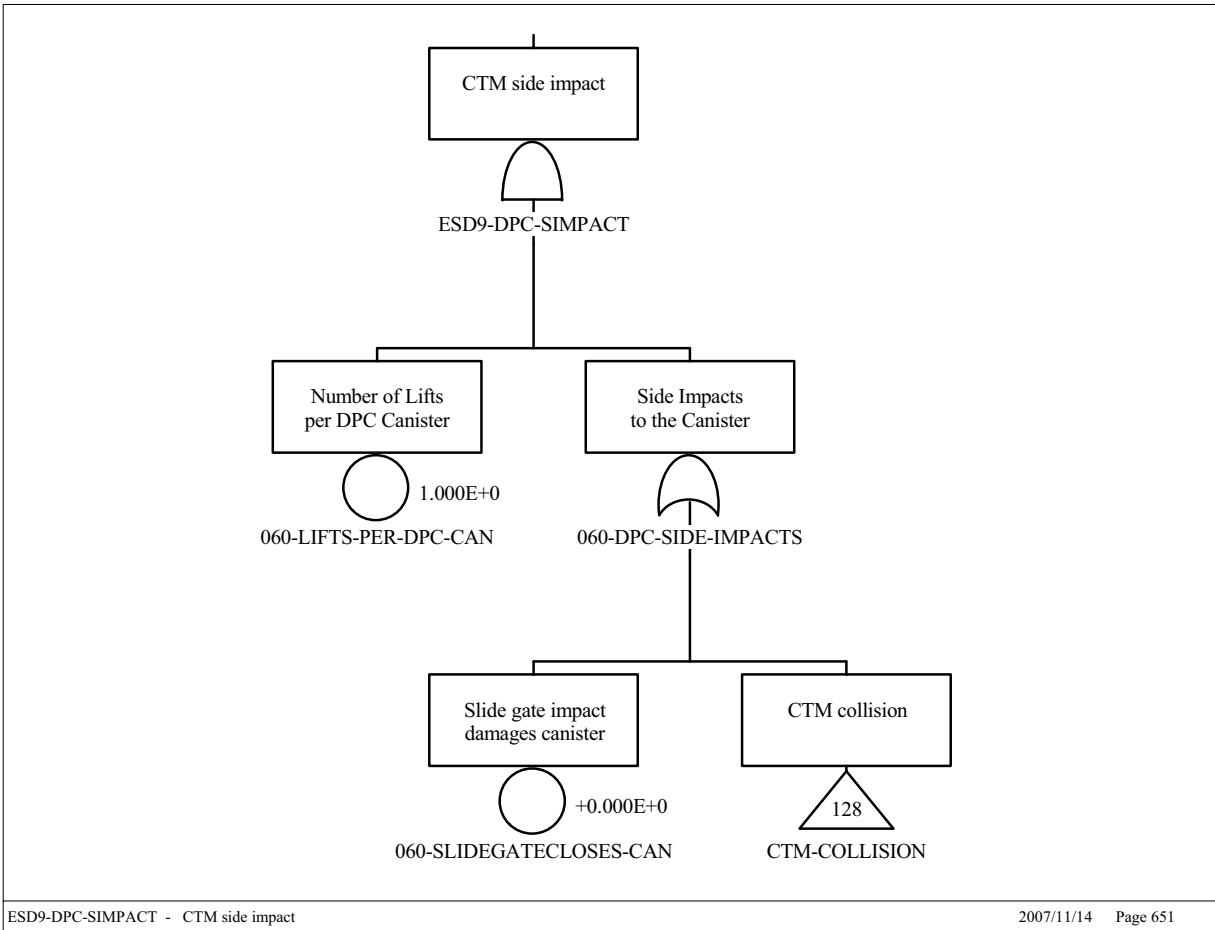 CTM side impact
ESD9-DPC-SIMPACT
Number of Lifts
per DPC Canister
1.000E+0
060-LIFTS-PER-DPC-CAN
Side Impacts
to the Canister
060-DPC-SIDE-IMPACTS
Slide gate impact
damages canister
+0.000E+0
060-SLIDEGATECLOSES-CAN
CTM collision
128
CTM-COLLISION
ESD9-DPC-SIMPACT - CTM side impact
2007/11/14 Page 651